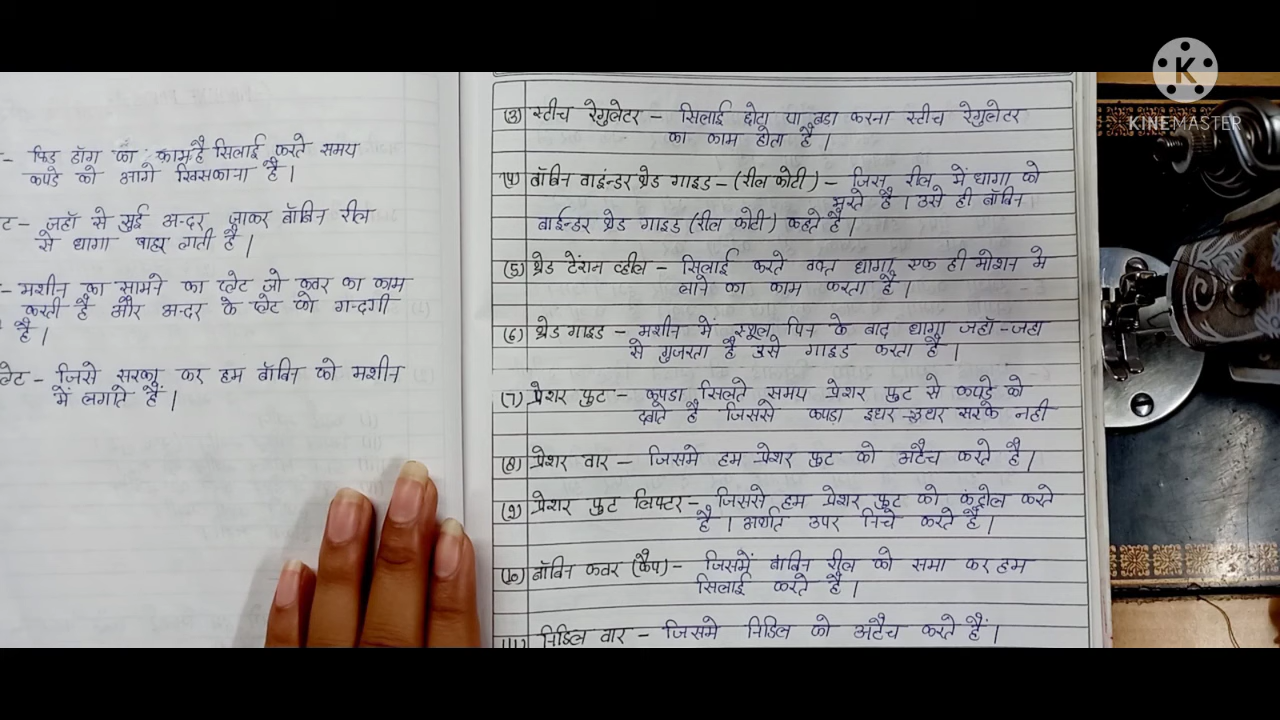 फिड डॉग का काम है सिलाई करते समय
कपडे को आगे खिसकाना है |
ट - जहाँ से सुई अन्दर जाकर बॉबिन रील
से धागा बाहर लाती है |
- मशीन का सामने का प्लेट जो कवर का काम
करती है और अन्दर के प्लेट को गन्दगी
है |
लेट - जिसे सरका कर हम बॉबिन को मशीन
में लगाते हैं |
(3) स्टीच रेगुलेटर - सिलाई छोटा या बडा करना स्टीच रेगुलेटर
का काम होता है |
(4) बॉबिन वाइंन्डर थ्रेड गाइड - (रील कोटी) - जिस रील में धागा को
भरते है | उसे ही बॉबिन
बाईन्डर थ्रेड गाइड (रील कोटी) कहते है |
(5) थ्रेड टेंशन व्हील - सिलाई करते वक्त धागा एक ही मोशन मे
लाने का काम करता है |
(6) थ्रेड गाइड - मशीन में स्पूल पिन के बाद धागा जहाँ-जहा
से गुजरता है उसे गाइड करता है |
(7) प्रेशर फुट - कपडा सिलते समय प्रेशर फुट से कपडे को
दबाते है जिससे कपड़ा इधर-उधर सरके नही
(8) प्रेशर वार - जिसमे हम प्रेशर फुट को अटैच करते है |
(9) प्रेशर फुट लिफ्टर - जिससे हम प्रेशर फूट को कंट्रोल करते
है | अर्थात उपर निचे करते है |
(10) बॉबिन कवर (कैप) - जिसमें बॉबिन रील को समा कर हम
सिलाई करते है |
(11) निडिल वार - जिसमे निडिल को अटैच करते हैं |
K
KINEMASTER